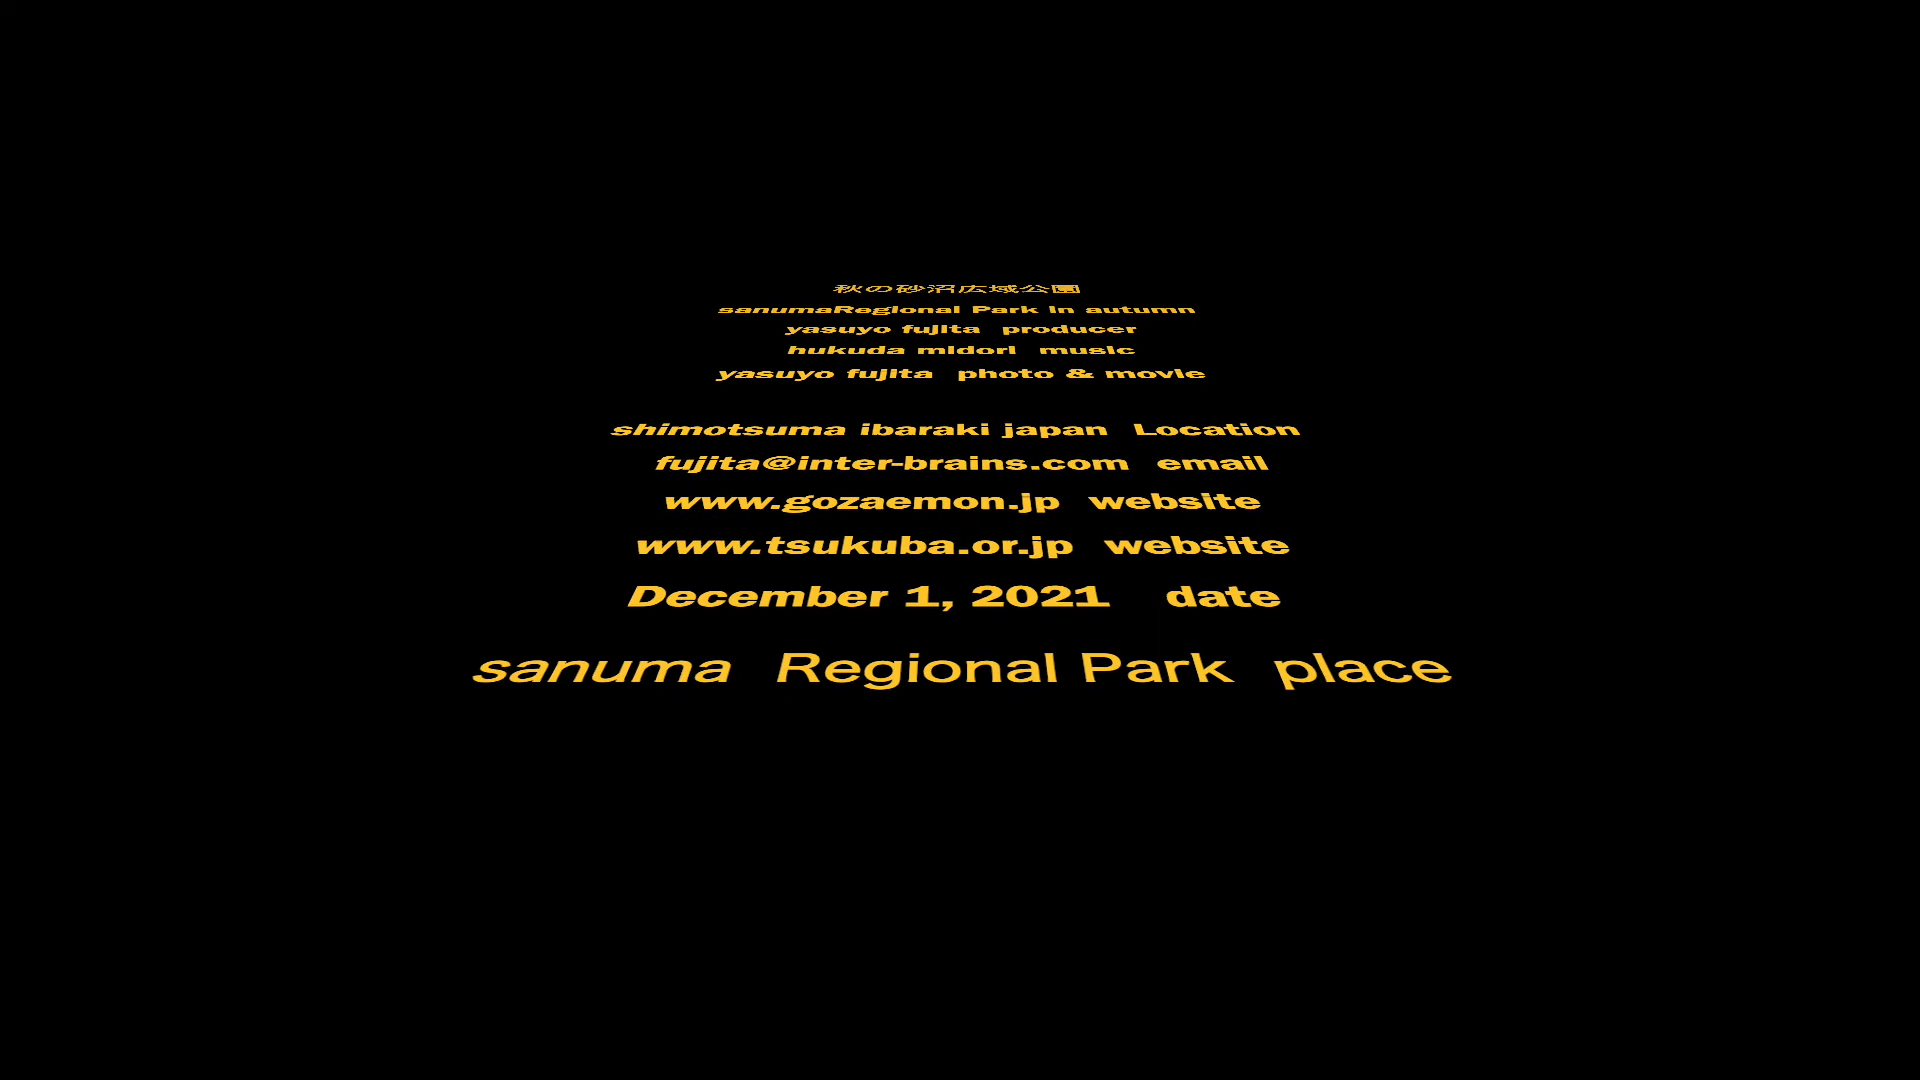 秋の砂沼広域公園
sanumaRegional Park in autumn
yasuyo fujita producer
hukuda midori music
yasuyo fujita photo & movie
shimotsuma ibaraki japan Location
fujita@inter-brains.com email
www.gozaemon.jp website
www.tsukuba.or.jp website
December 1, 2021 date
sanuma Regional Park place